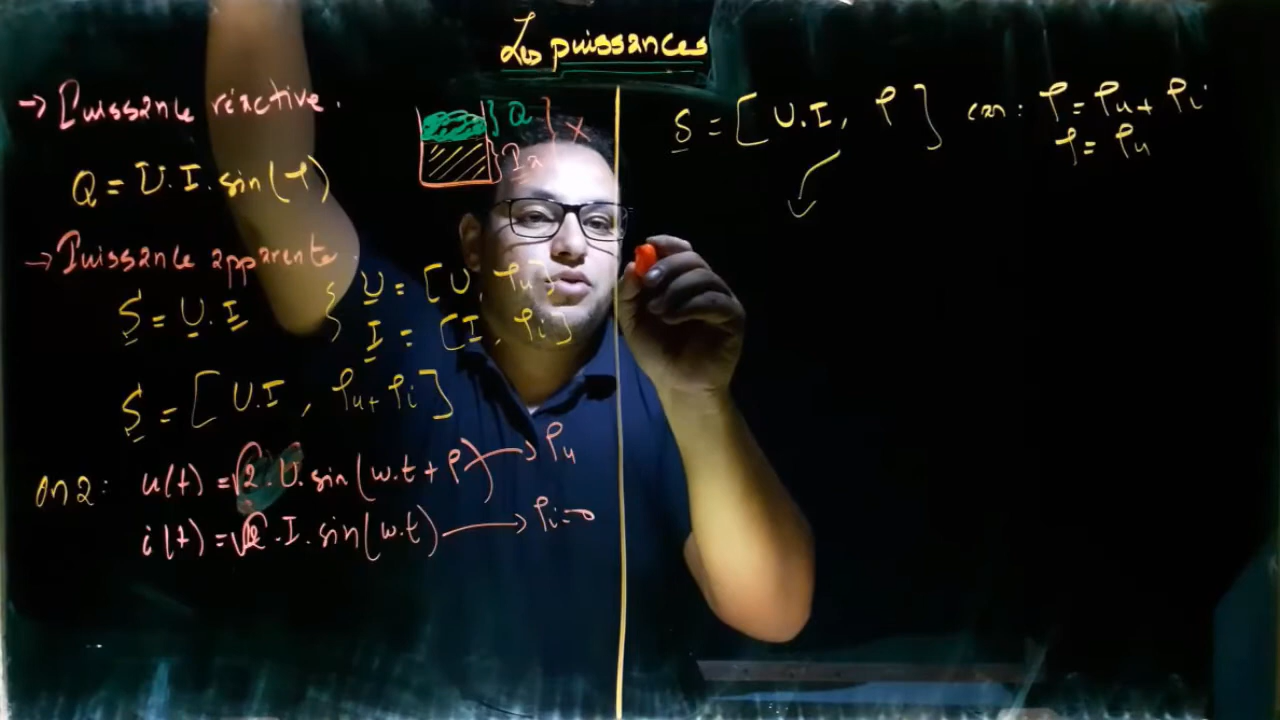 Les puissances
→ Puissance réactive.
Q = U.I.sin(φ)
} Q } X
} Pa
→ Puissance apparente.
S = U.I { U = [U, φu]
I = [I, φi]
S = [U.I, φu+φi]
on a : u(t) = √2.U.sin(w.t + φ) → φu
i(t) = √2.I.sin(w.t) → φi=0
S = [U.I, φ] car : φ = φu + φi
φ = φu